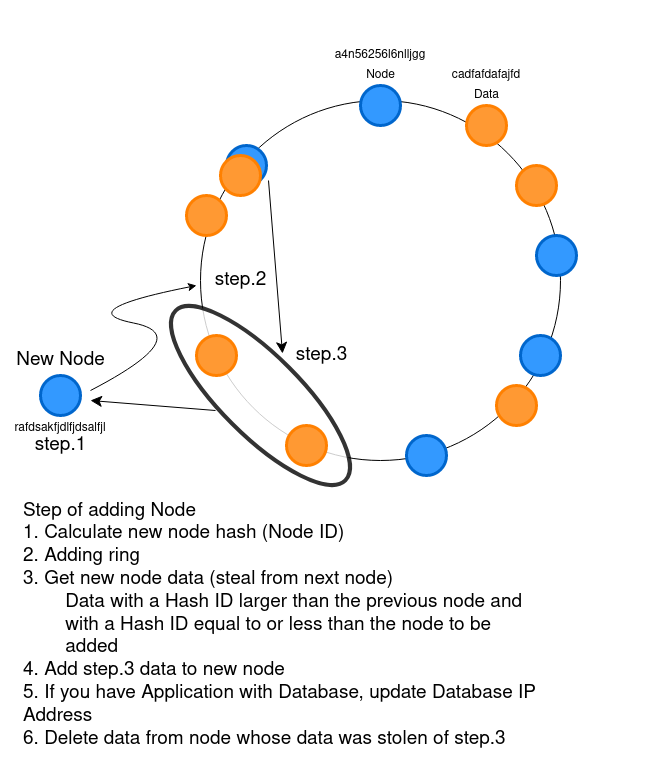 a4n56256l6nlljgg
Node
cadfafdafajfd
Data
step.2
step.3
New Node
rafdsakfjdlfjdsalfjl
step.1
Step of adding Node
1. Calculate new node hash (Node ID)
2. Adding ring
3. Get new node data (steal from next node)
Data with a Hash ID larger than the previous node and
with a Hash ID equal to or less than the node to be
added
4. Add step.3 data to new node
5. If you have Application with Database, update Database IP
Address
6. Delete data from node whose data was stolen of step.3